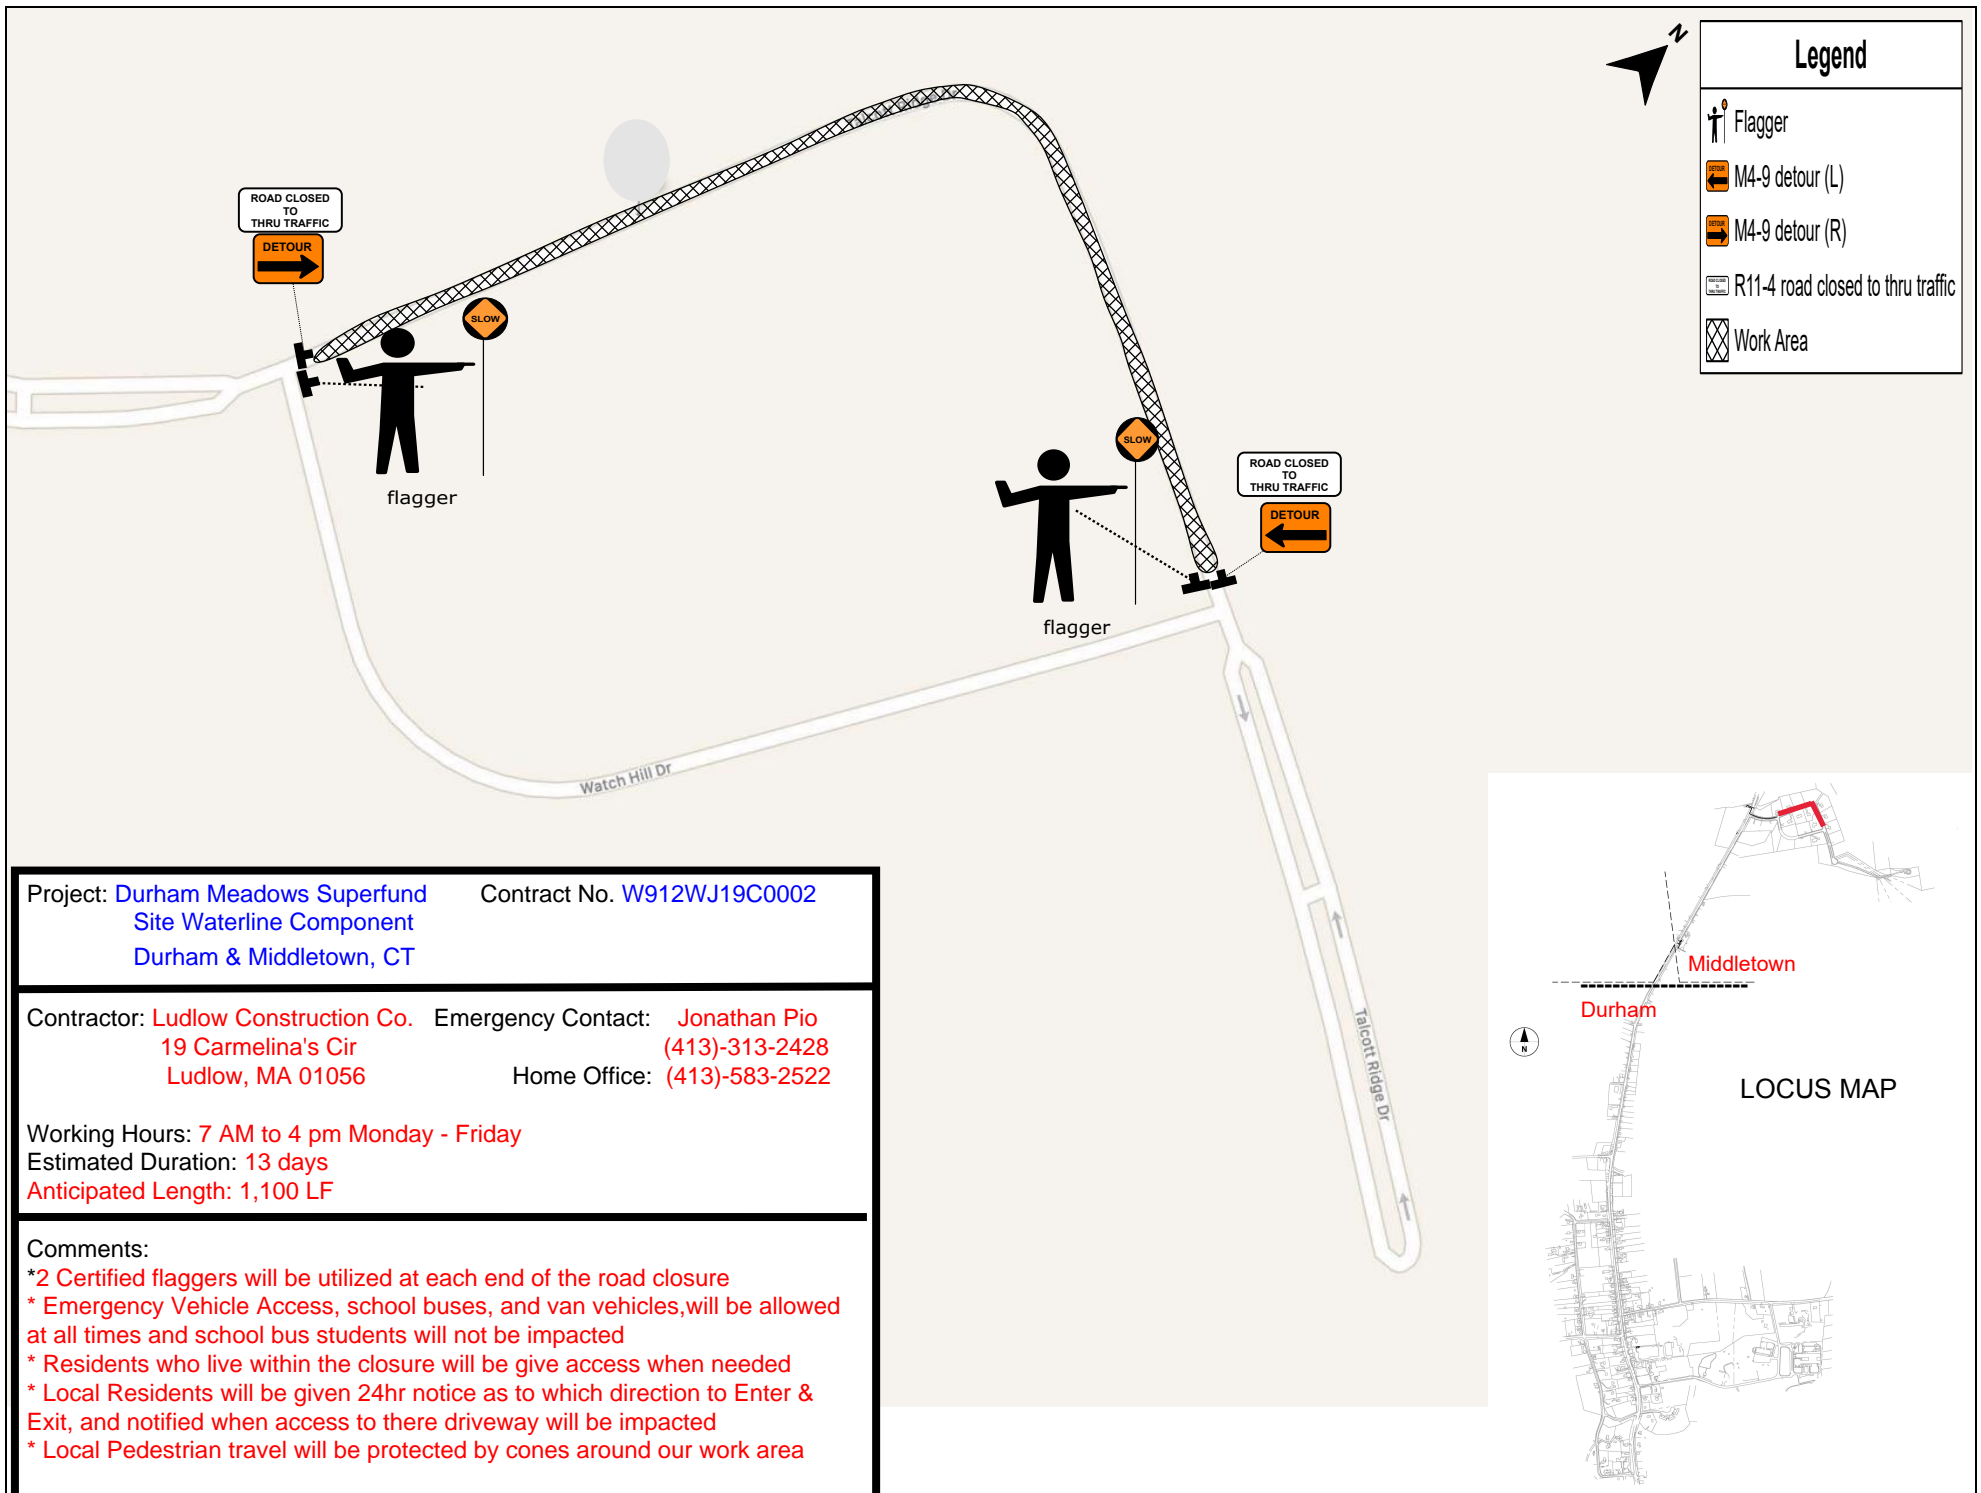 N
Legend
Flagger
DETOUR
M4-9 detour (L)
DETOUR
M4-9 detour (R)
ROAD CLOSED
TO
THRU TRAFFIC
R11-4 road closed to thru traffic
Work Area
ROAD CLOSED
TO
THRU TRAFFIC
DETOUR
SLOW
flagger
SLOW
flagger
ROAD CLOSED
TO
THRU TRAFFIC
DETOUR
Watch Hill Dr
Talcott Ridge Dr
Project: Durham Meadows Superfund Contract No. W912WJ19C0002
Site Waterline Component
Durham & Middletown, CT
Contractor: Ludlow Construction Co. Emergency Contact: Jonathan Pio
19 Carmelina's Cir (413)-313-2428
Ludlow, MA 01056 Home Office: (413)-583-2522
Working Hours: 7 AM to 4 pm Monday - Friday
Estimated Duration: 13 days
Anticipated Length: 1,100 LF
Comments:
*2 Certified flaggers will be utilized at each end of the road closure
* Emergency Vehicle Access, school buses, and van vehicles,will be allowed
at all times and school bus students will not be impacted
* Residents who live within the closure will be give access when needed
* Local Residents will be given 24hr notice as to which direction to Enter &
Exit, and notified when access to there driveway will be impacted
* Local Pedestrian travel will be protected by cones around our work area
Middletown
Durham
N
LOCUS MAP